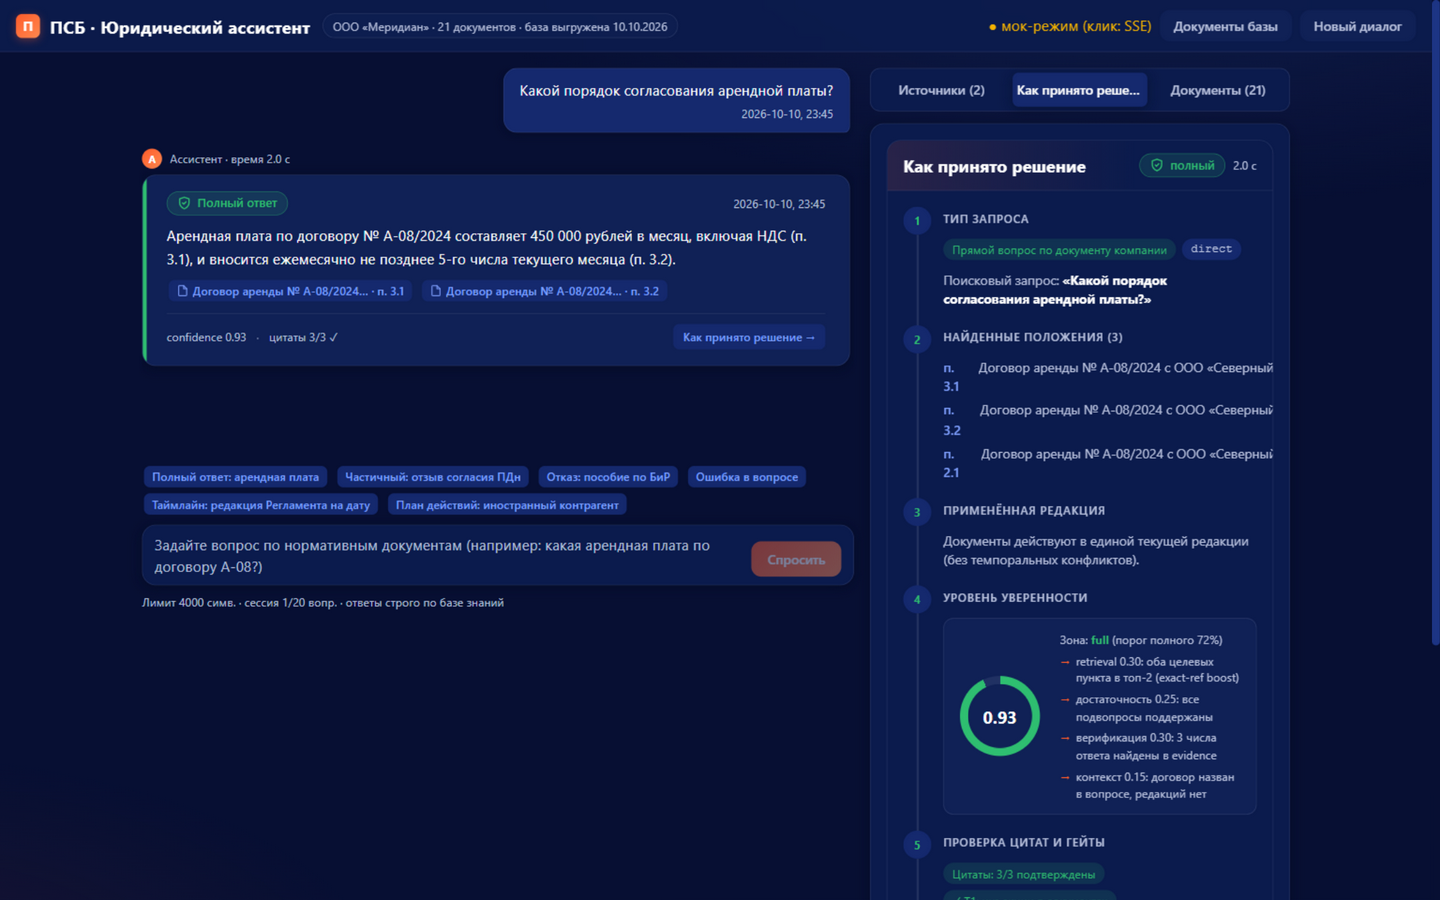 П ПСБ · Юридический ассистент
ООО «Меридиан» · 21 документов · база выгружена 10.10.2026
● мок-режим (клик: SSE)
Документы базы
Новый диалог
Какой порядок согласования арендной платы?
2026-10-10, 23:45
А Ассистент · время 2.0 с
Полный ответ
2026-10-10, 23:45
Арендная плата по договору № А-08/2024 составляет 450 000 рублей в месяц, включая НДС (п.
3.1), и вносится ежемесячно не позднее 5-го числа текущего месяца (п. 3.2).
Договор аренды № А-08/2024... · п. 3.1
Договор аренды № А-08/2024... · п. 3.2
confidence 0.93 · цитаты 3/3 ✓
Как принято решение →
Полный ответ: арендная плата
Частичный: отзыв согласия ПДн
Отказ: пособие по БиР
Ошибка в вопросе
Таймлайн: редакция Регламента на дату
План действий: иностранный контрагент
Задайте вопрос по нормативным документам (например: какая арендная плата по
договору А-08?)
Спросить
Лимит 4000 симв. · сессия 1/20 вопр. · ответы строго по базе знаний
Источники (2)
Как принято реше...
Документы (21)
Как принято решение
полный
2.0 с
1 ТИП ЗАПРОСА
Прямой вопрос по документу компании
direct
Поисковый запрос: «Какой порядок
согласования арендной платы?»
2 НАЙДЕННЫЕ ПОЛОЖЕНИЯ (3)
п. 3.1 Договор аренды № А-08/2024 с ООО «Северный
п. 3.2 Договор аренды № А-08/2024 с ООО «Северный
п. 2.1 Договор аренды № А-08/2024 с ООО «Северный
3 ПРИМЕНЁННАЯ РЕДАКЦИЯ
Документы действуют в единой текущей редакции
(без темпоральных конфликтов).
4 УРОВЕНЬ УВЕРЕННОСТИ
0.93
Зона: full (порог полного 72%)
→ retrieval 0.30: оба целевых
пункта в топ-2 (exact-ref boost)
→ достаточность 0.25: все
подвопросы поддержаны
→ верификация 0.30: 3 числа
ответа найдены в evidence
→ контекст 0.15: договор назван
в вопросе, редакций нет
5 ПРОВЕРКА ЦИТАТ И ГЕЙТЫ
Цитаты: 3/3 подтверждены